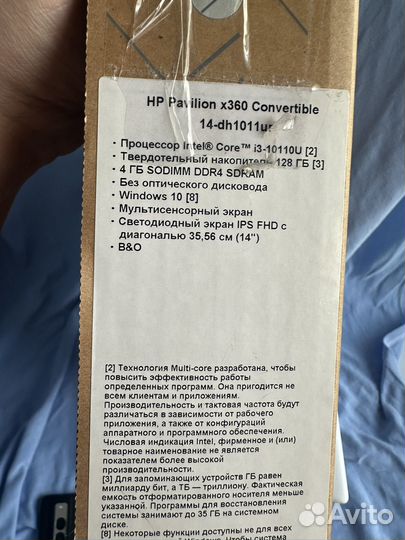 HP Pavilion x360 Convertible
14-dh1011ur
• Процессор Intel® Core™ i3-10110U [2]
• Твердотельный накопитель 128 ГБ [3]
• 4 ГБ SODIMM DDR4 SDRAM
• Без оптического дисковода
• Windows 10 [8]
• Мультисенсорный экран
• Светодиодный экран IPS FHD с
диагональю 35,56 см (14")
• B&O
[2] Технология Multi-core разработана, чтобы
повысить эффективность работы
определенных программ. Она пригодится не
всем клиентам и приложениям.
Производительность и тактовая частота будут
различаться в зависимости от рабочего
приложения, а также от конфигураций
аппаратного и программного обеспечения.
Числовая индикация Intel, фирменное и (или)
товарное наименование не является
показателем более высокой
производительности.
[3] Для запоминающих устройств ГБ равен
миллиарду бит, а ТБ — триллиону. Фактическая
емкость отформатированного носителя меньше
указанной. Программы для восстановления
системы занимают до 35 ГБ на системном
диске.
[8] Некоторые функции доступны не для всех
Чтобы система
Avito